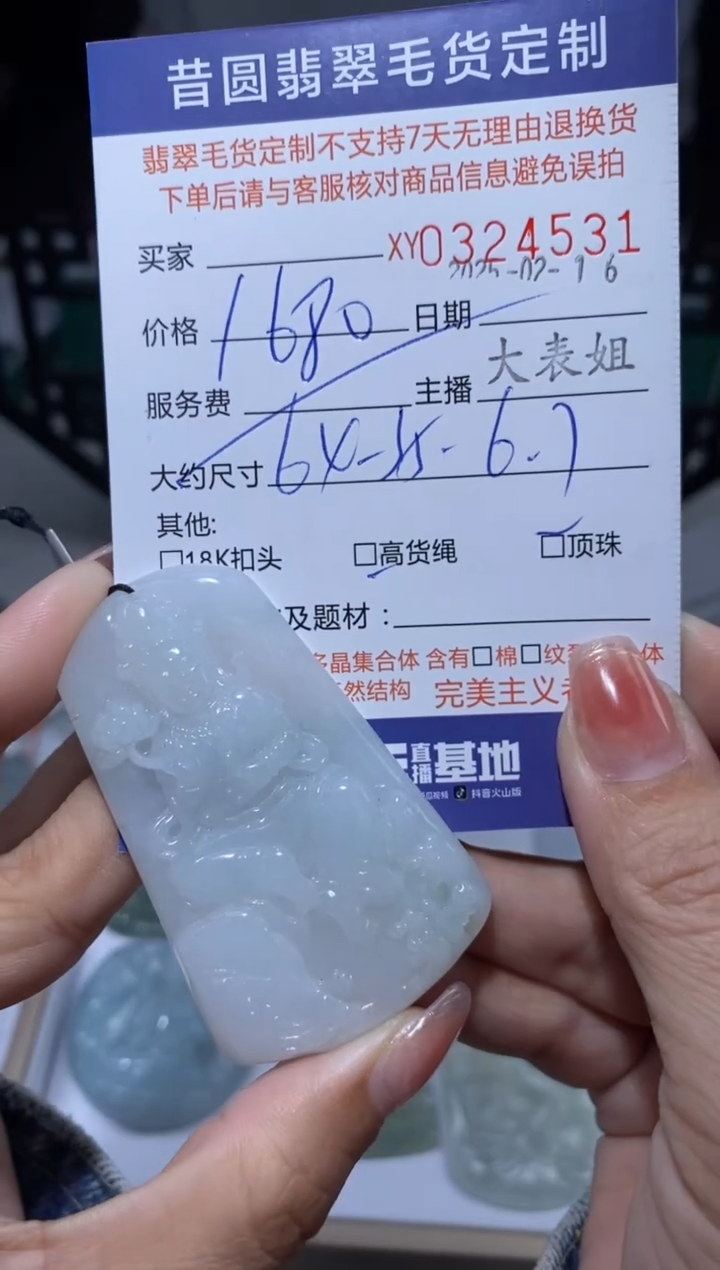 昔圆翡翠毛货定制
翡翠毛货定制不支持7天无理由退换货
下单后请与客服核对商品信息避免误拍
买家 XY0324531
2025-02-16
价格 1680 日期
服务费 主播 大表姐
大约尺寸 64-35-6.7
其他:
□18K扣头 □高货绳 □顶珠
及题材：
多晶集合体 含有□棉□纹 体
然结构 完美主义者
直播基地
抖音火山版